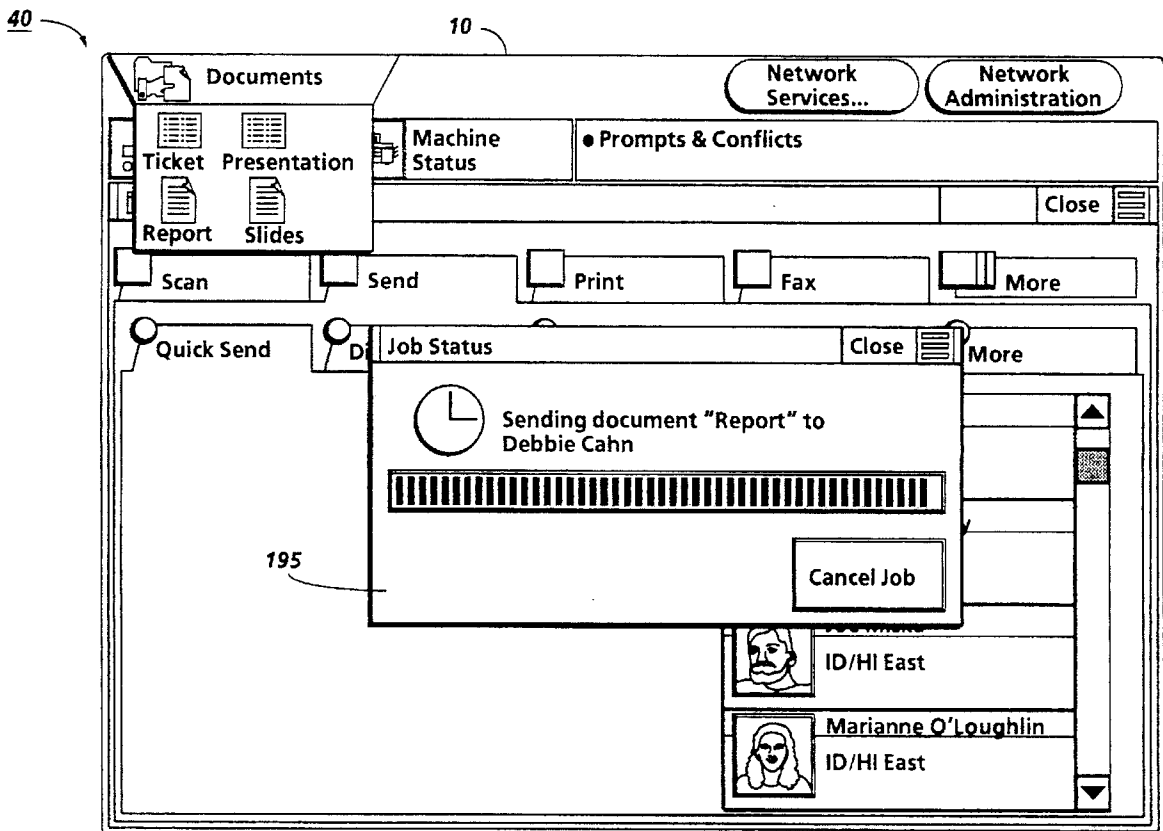 40
10
Documents
Network
Services...
Network
Administration
Ticket Presentation
Report Slides
Machine
Status
• Prompts & Conflicts
Close
Scan
Send
Print
Fax
More
Quick Send
Di
More
Job Status
Close
Sending document "Report" to
Debbie Cahn
Cancel Job
195
ID/HI East
Marianne O'Loughlin
ID/HI East